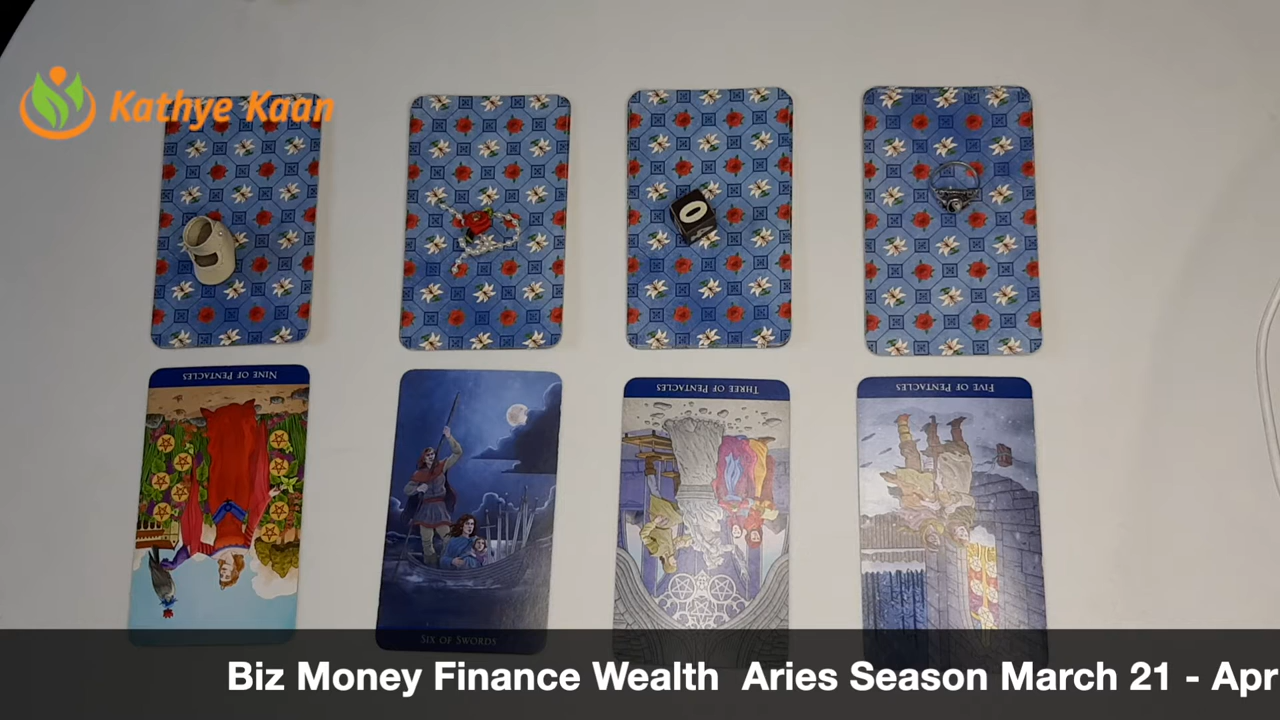 Kathye Kaan
NINE OF PENTACLES
SIX OF SWORDS
THREE OF PENTACLES
FIVE OF PENTACLES
0
Biz Money Finance Wealth  Aries Season March 21 - Apr